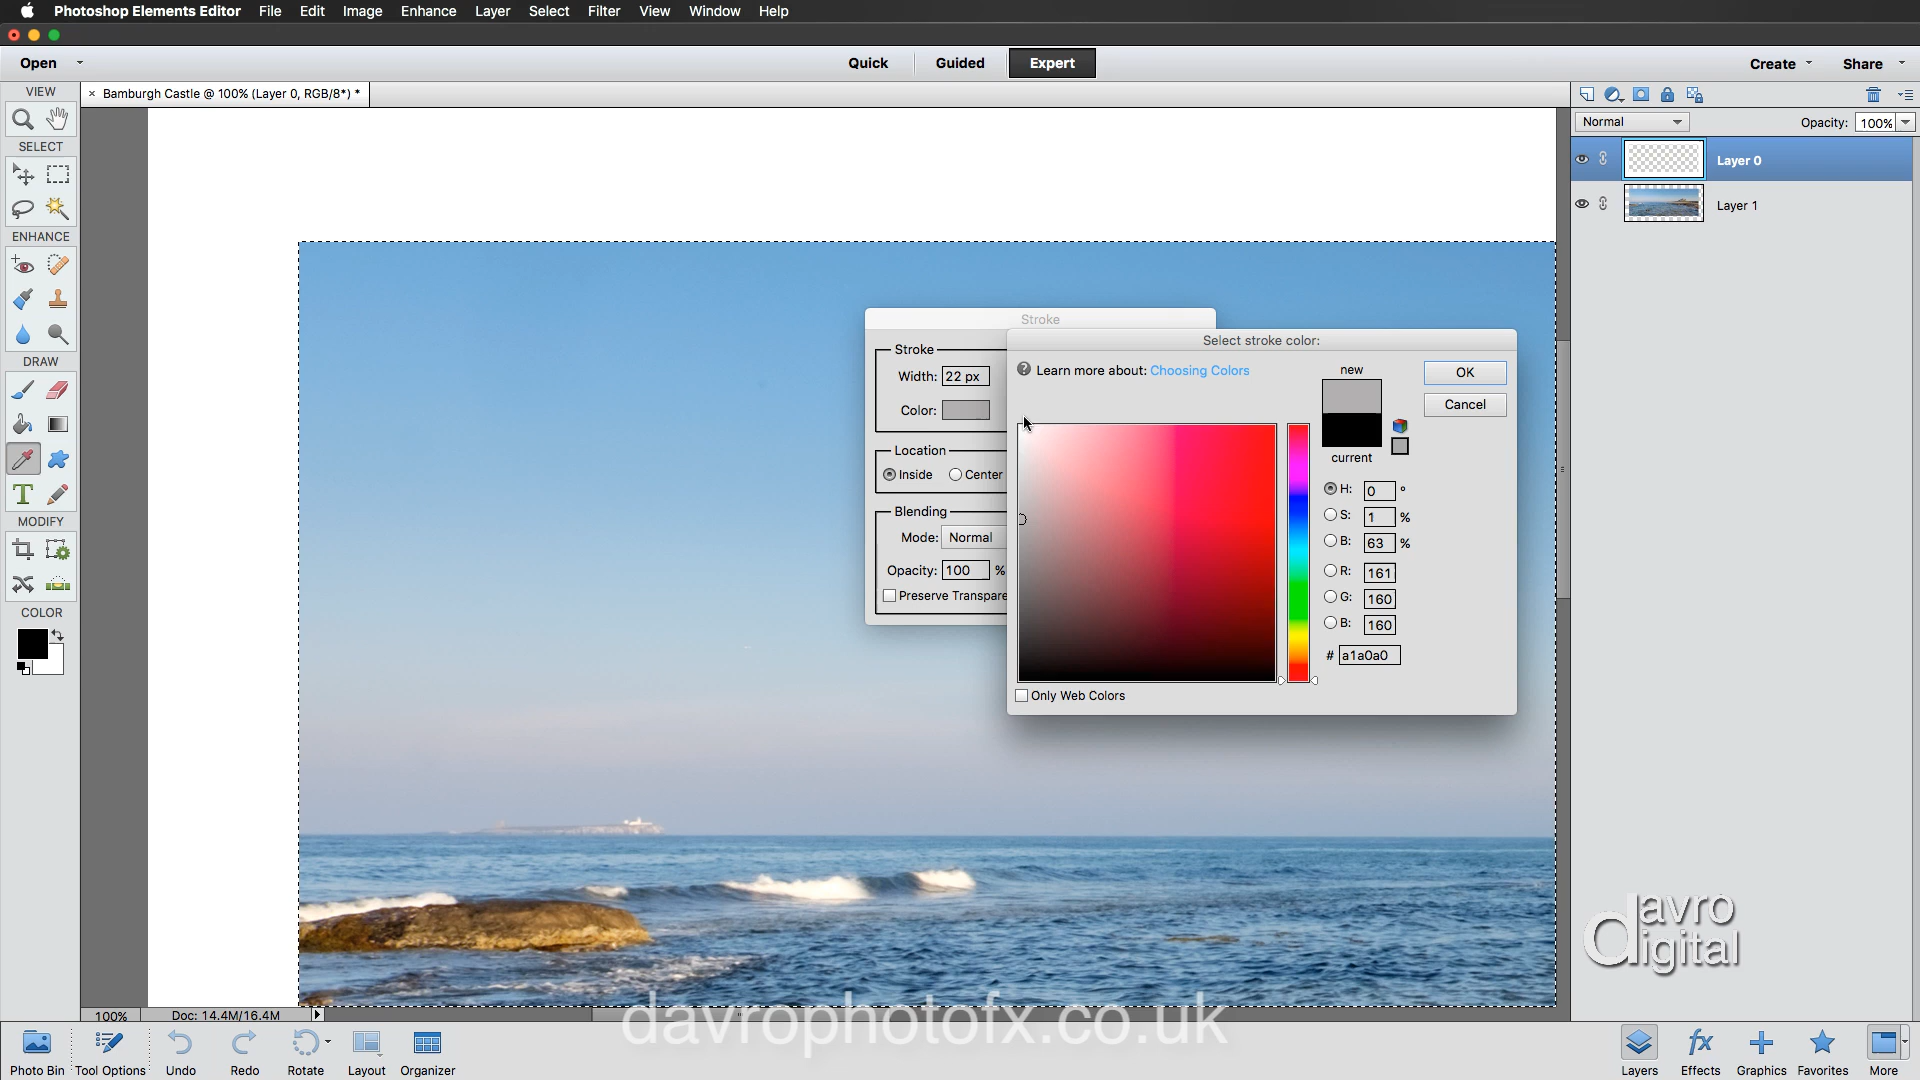 Photoshop Elements Editor File Edit Image Enhance Layer Select Filter View Window Help
Open Quick Guided Expert Create Share
× Bamburgh Castle @ 100% (Layer 0, RGB/8*) *
VIEW
SELECT
ENHANCE
DRAW
T
MODIFY
COLOR
Normal Opacity: 100%
Layer 0
Layer 1
Stroke
Stroke
Width: 22 px
Color:
Location
Inside Center
Blending
Mode: Normal
Opacity: 100 %
Preserve Transpare
Select stroke color:
? Learn more about: Choosing Colors
new
current
OK
Cancel
H: 0 °
S: 1 %
B: 63 %
R: 161
G: 160
B: 160
# a1a0a0
Only Web Colors
davro
digital
100% Doc: 14.4M/16.4M
davrophotofx.co.uk
Photo Bin Tool Options Undo Redo Rotate Layout Organizer
fx
Layers Effects Graphics Favorites More